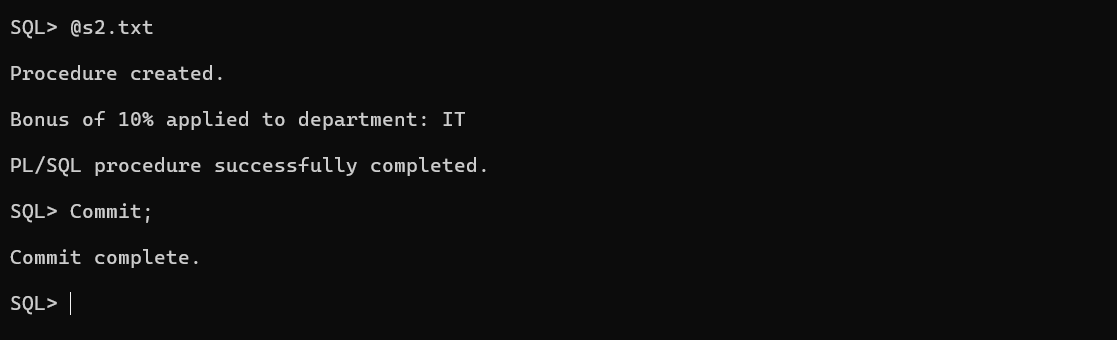 SQL> @s2.txt
Procedure created.
Bonus of 10% applied to department: IT
PL/SQL procedure successfully completed.
SQL> Commit;
Commit complete.
SQL>